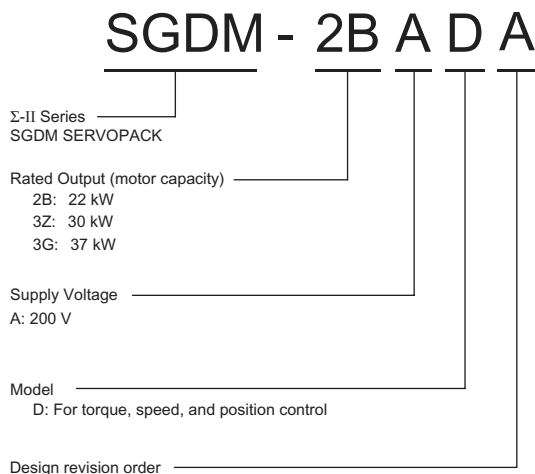 SGDM - 2B A D A
Σ-II Series
SGDM SERVOPACK
Rated Output (motor capacity)
2B: 22 kW
3Z: 30 kW
3G: 37 kW
Supply Voltage
A: 200 V
Model
D: For torque, speed, and position control
Design revision order